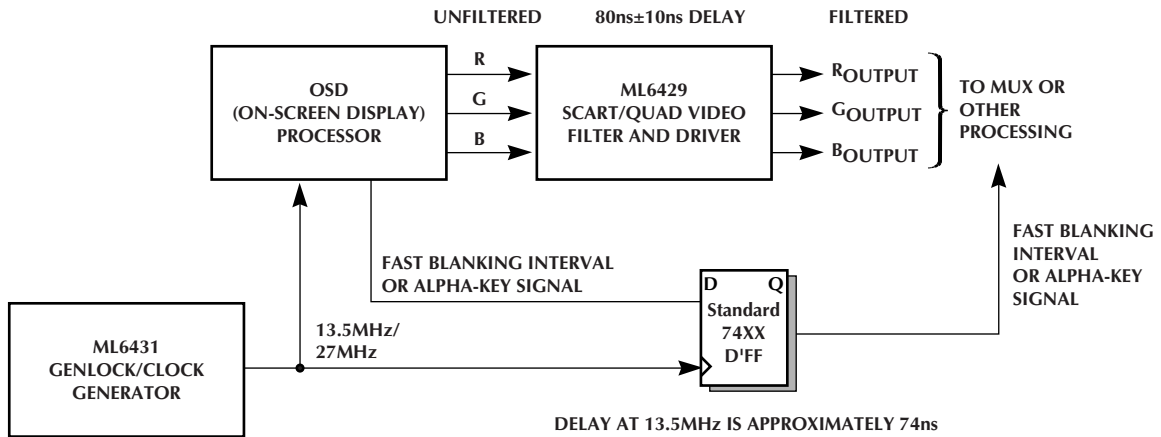 UNFILTERED
80ns±10ns DELAY
FILTERED
OSD
(ON-SCREEN DISPLAY)
PROCESSOR
R
G
B
ML6429
SCART/QUAD VIDEO
FILTER AND DRIVER
ROUTPUT
GOUTPUT
BOUTPUT
TO MUX OR
OTHER
PROCESSING
FAST BLANKING INTERVAL
OR ALPHA-KEY SIGNAL
FAST BLANKING
INTERVAL
OR ALPHA-KEY
SIGNAL
D Q
Standard
74XX
D'FF
ML6431
GENLOCK/CLOCK
GENERATOR
13.5MHz/
27MHz
DELAY AT 13.5MHz IS APPROXIMATELY 74ns